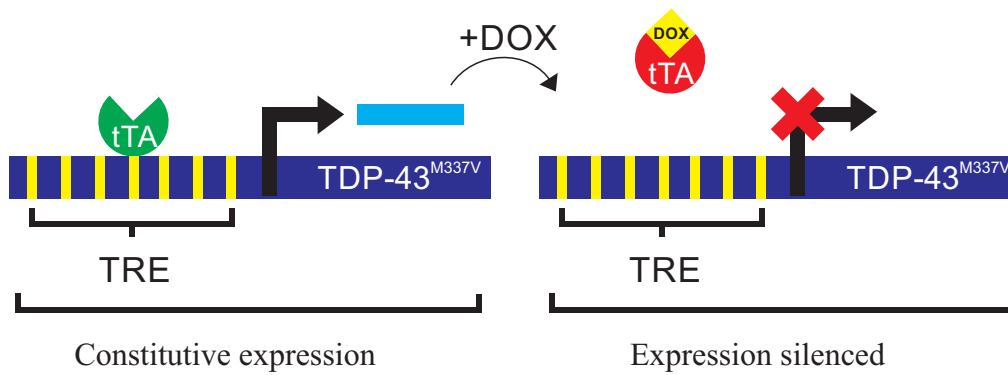 +DOX
DOX
tTA
tTA
TDP-43M337V
TDP-43M337V
TRE
TRE
Constitutive expression
Expression silenced